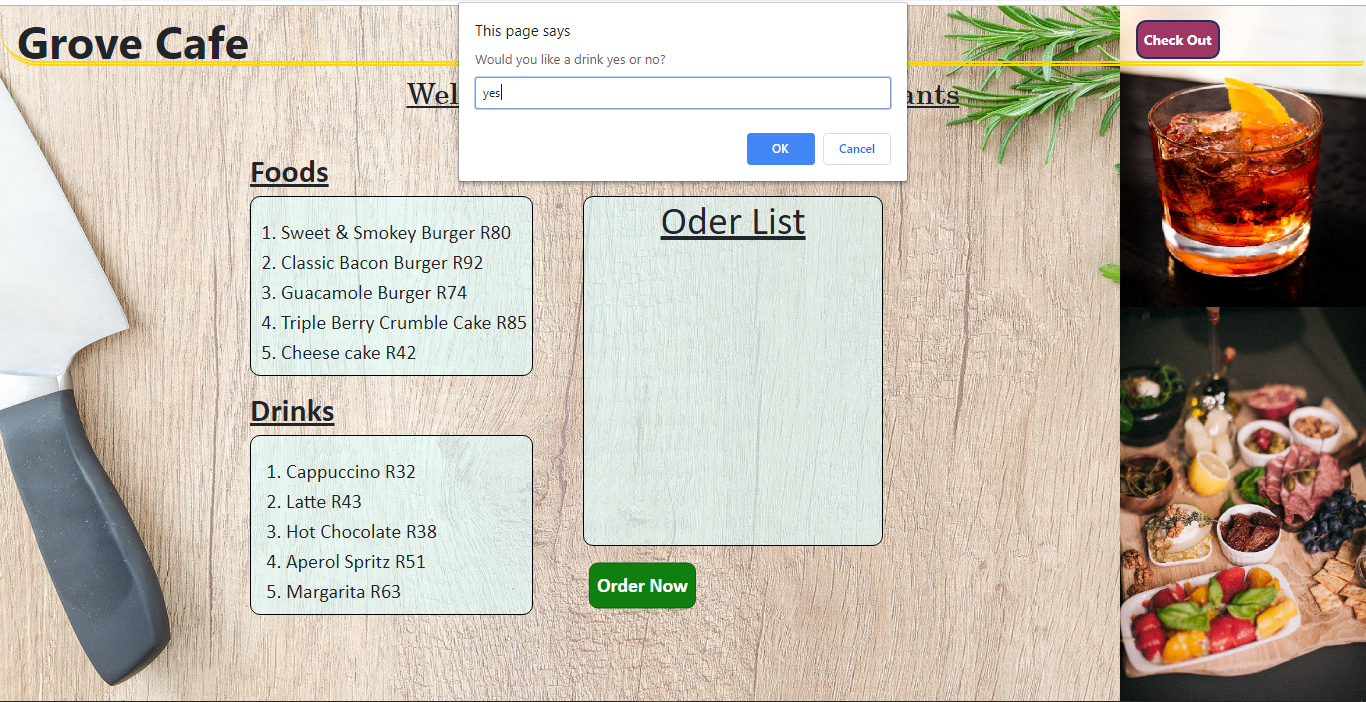 Grove Cafe
This page says
Would you like a drink yes or no?
yes
OK
Cancel
Check Out
Foods
1. Sweet & Smokey Burger R80
2. Classic Bacon Burger R92
3. Guacamole Burger R74
4. Triple Berry Crumble Cake R85
5. Cheese cake R42
Drinks
1. Cappuccino R32
2. Latte R43
3. Hot Chocolate R38
4. Aperol Spritz R51
5. Margarita R63
Oder List
Order Now